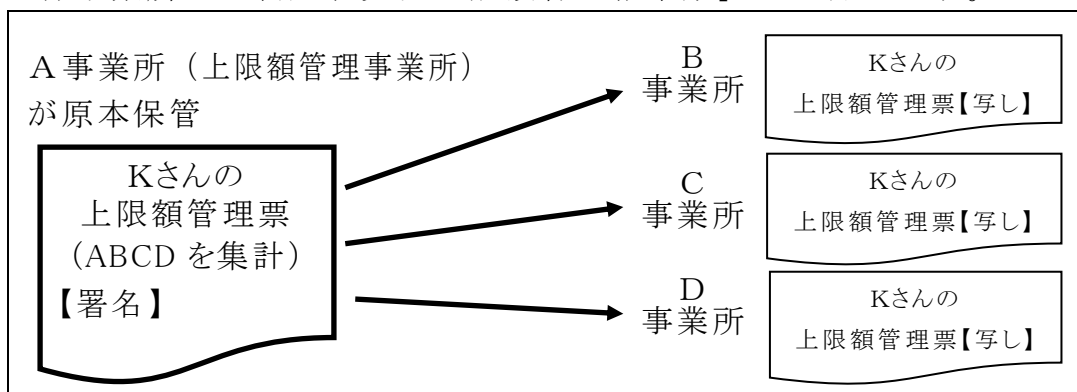 A事業所（上限額管理事業所）
が原本保管
Kさんの
上限額管理票
（ABCDを集計）
【署名】
B
事業所
Kさんの
上限額管理票【写し】
C
事業所
Kさんの
上限額管理票【写し】
D
事業所
Kさんの
上限額管理票【写し】